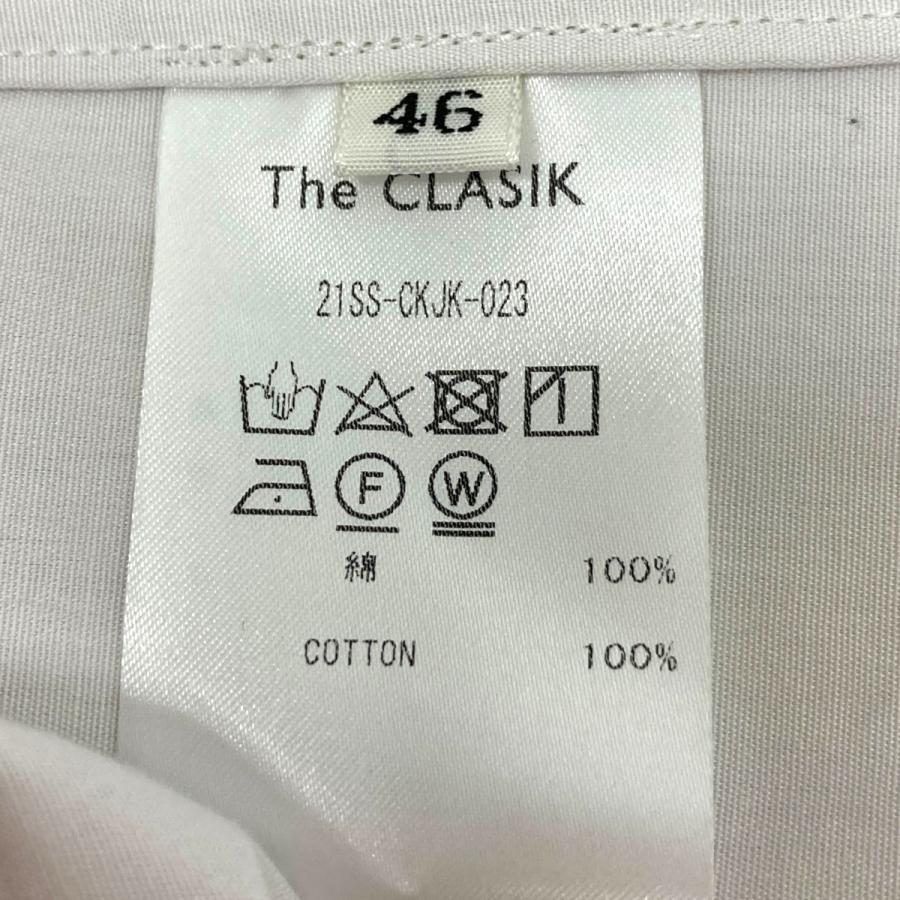 46
The CLASIK
21SS-CKJK-023
F W
綿 100%
COTTON 100%